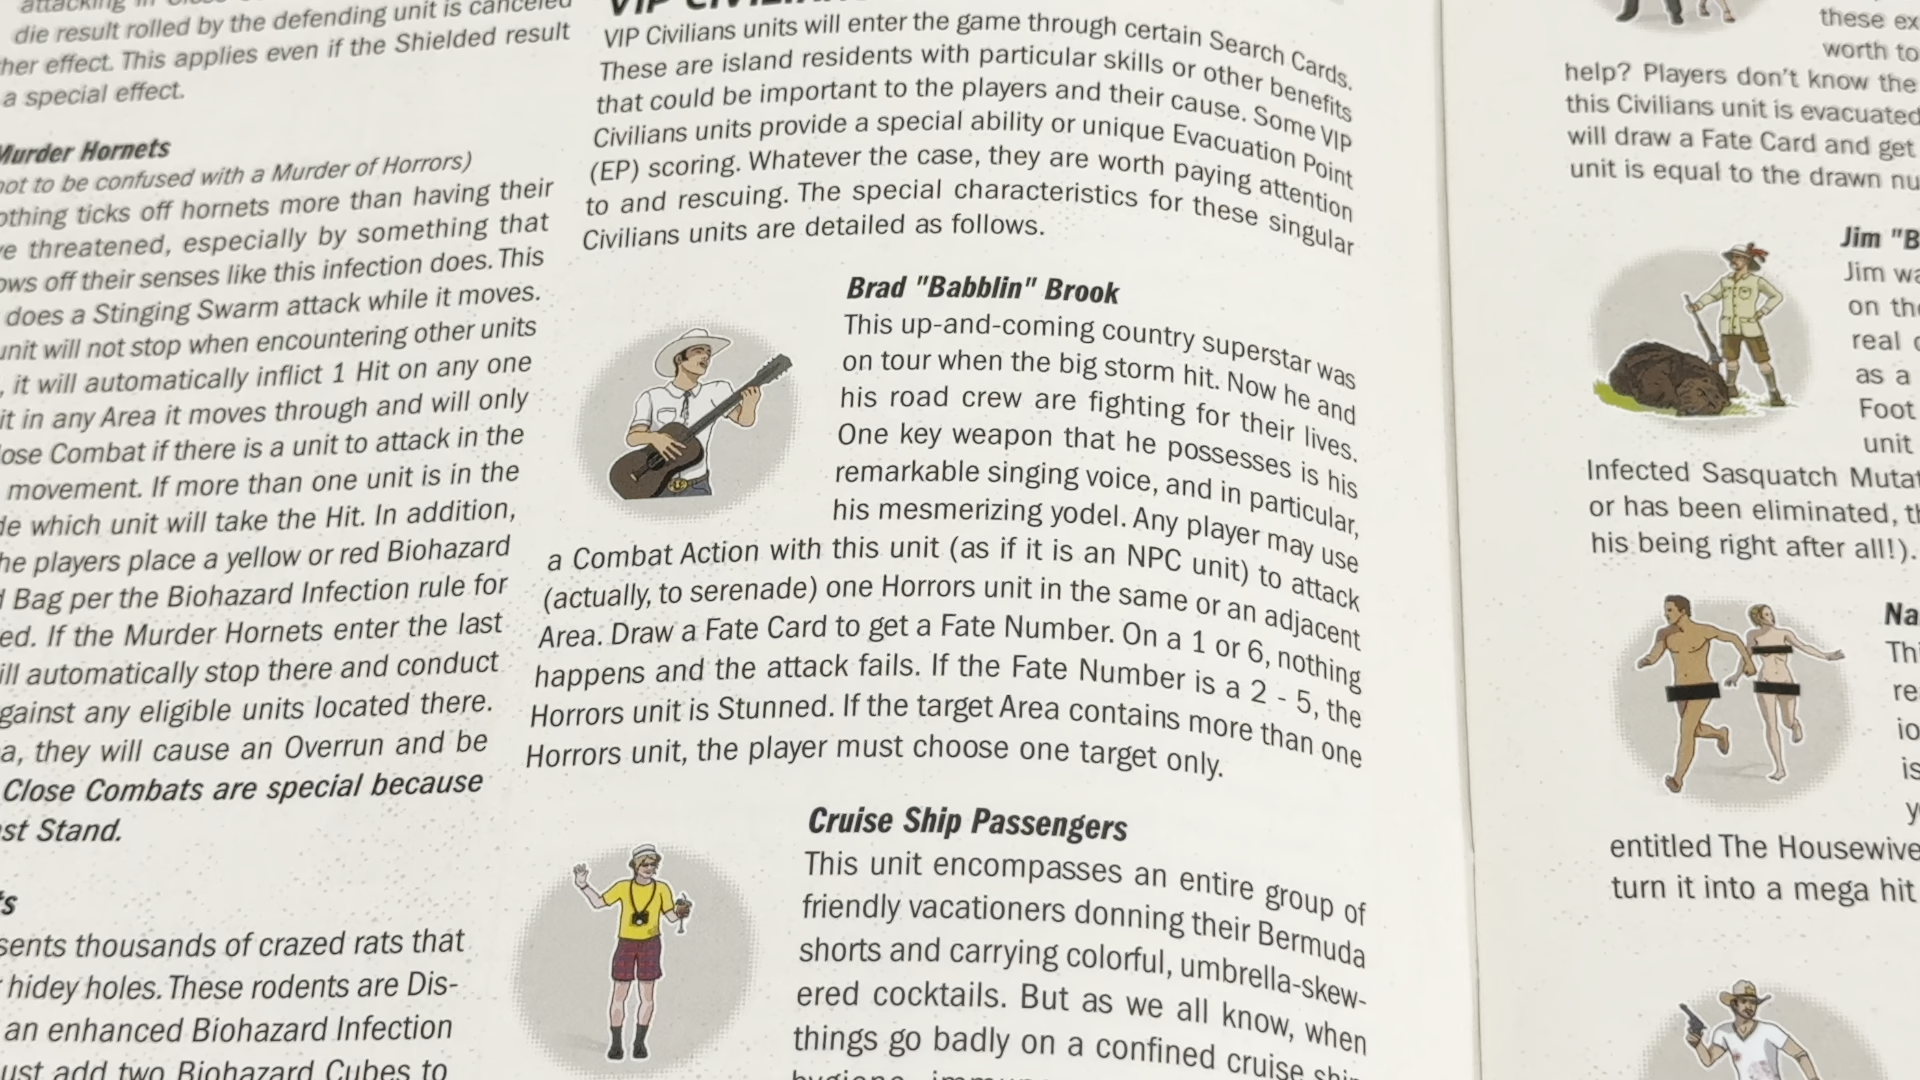 die result rolled by the defending unit is canceled
her effect. This applies even if the Shielded result
a special effect.
Murder Hornets
not to be confused with a Murder of Horrors)
othing ticks off hornets more than having their
ve threatened, especially by something that
ows off their senses like this infection does. This
does a Stinging Swarm attack while it moves.
unit will not stop when encountering other units
, it will automatically inflict 1 Hit on any one
it in any Area it moves through and will only
lose Combat if there is a unit to attack in the
movement. If more than one unit is in the
de which unit will take the Hit. In addition,
he players place a yellow or red Biohazard
d Bag per the Biohazard Infection rule for
ed. If the Murder Hornets enter the last
ill automatically stop there and conduct
gainst any eligible units located there.
a, they will cause an Overrun and be
Close Combats are special because
st Stand.
ts
sents thousands of crazed rats that
hidey holes. These rodents are Dis-
an enhanced Biohazard Infection
ust add two Biohazard Cubes to
VIP Civilians units will enter the game through certain Search Cards.
These are island residents with particular skills or other benefits
that could be important to the players and their cause. Some VIP
Civilians units provide a special ability or unique Evacuation Point
(EP) scoring. Whatever the case, they are worth paying attention
to and rescuing. The special characteristics for these singular
Civilians units are detailed as follows.
Brad "Babblin" Brook
This up-and-coming country superstar was
on tour when the big storm hit. Now he and
his road crew are fighting for their lives.
One key weapon that he possesses is his
remarkable singing voice, and in particular,
his mesmerizing yodel. Any player may use
a Combat Action with this unit (as if it is an NPC unit) to attack
(actually, to serenade) one Horrors unit in the same or an adjacent
Area. Draw a Fate Card to get a Fate Number. On a 1 or 6, nothing
happens and the attack fails. If the Fate Number is a 2 - 5, the
Horrors unit is Stunned. If the target Area contains more than one
Horrors unit, the player must choose one target only.
Cruise Ship Passengers
This unit encompasses an entire group of
friendly vacationers donning their Bermuda
shorts and carrying colorful, umbrella-skew-
ered cocktails. But as we all know, when
things go badly on a confined cruise ship
these ex
worth to
help? Players don't know the
this Civilians unit is evacuated
will draw a Fate Card and get
unit is equal to the drawn nu
Jim "B
Jim wa
on the
real
as a
Foot
unit
Infected Sasquatch Mutat
or has been eliminated, th
his being right after all!).
Na
Thi
re
io
is
y
entitled The Housewive
turn it into a mega hit